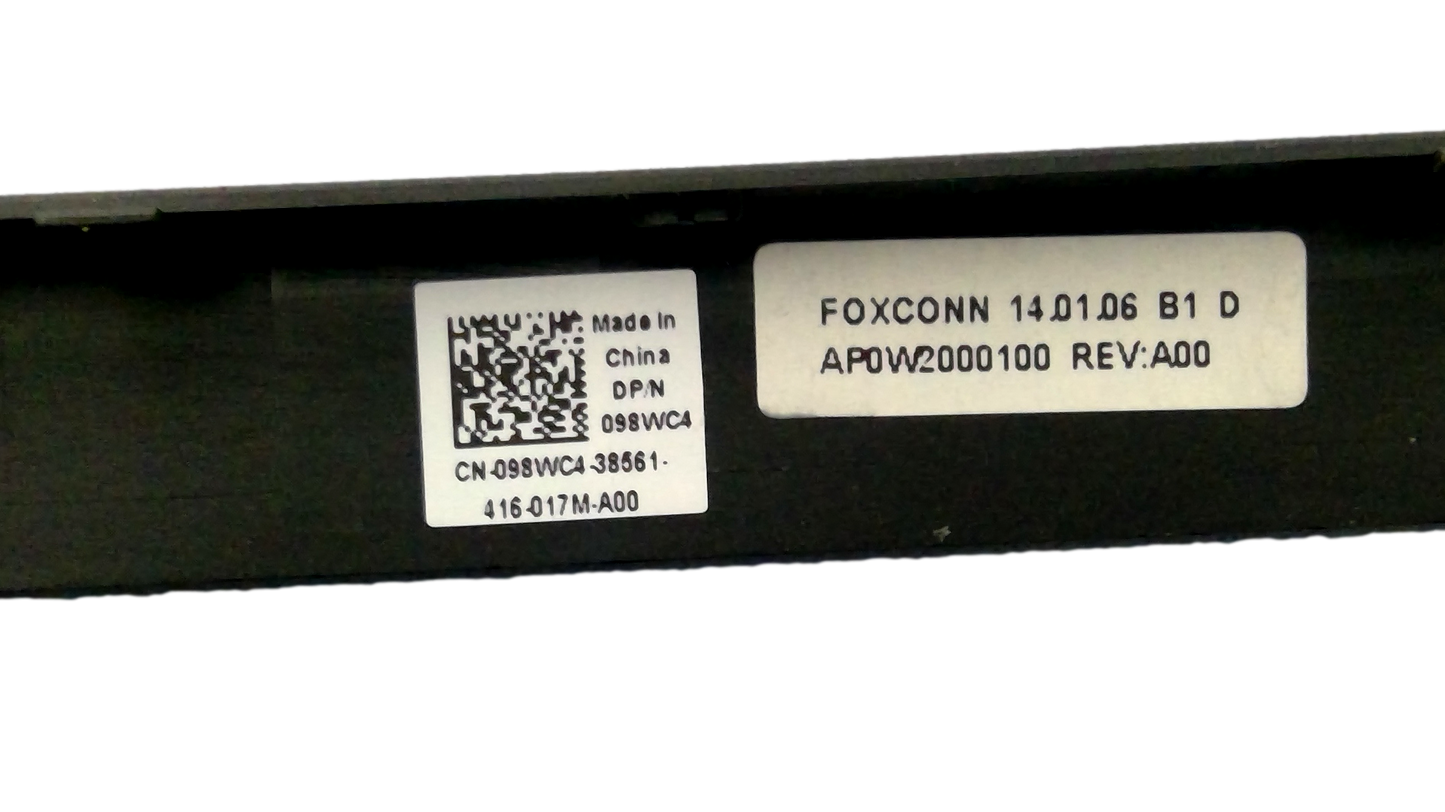 Made In
China
DP/N
098WC4
CN-098WC4-38561-
416-017M-A00
FOXCONN 14.01.06 B1 D
AP0W2000100 REV:A00